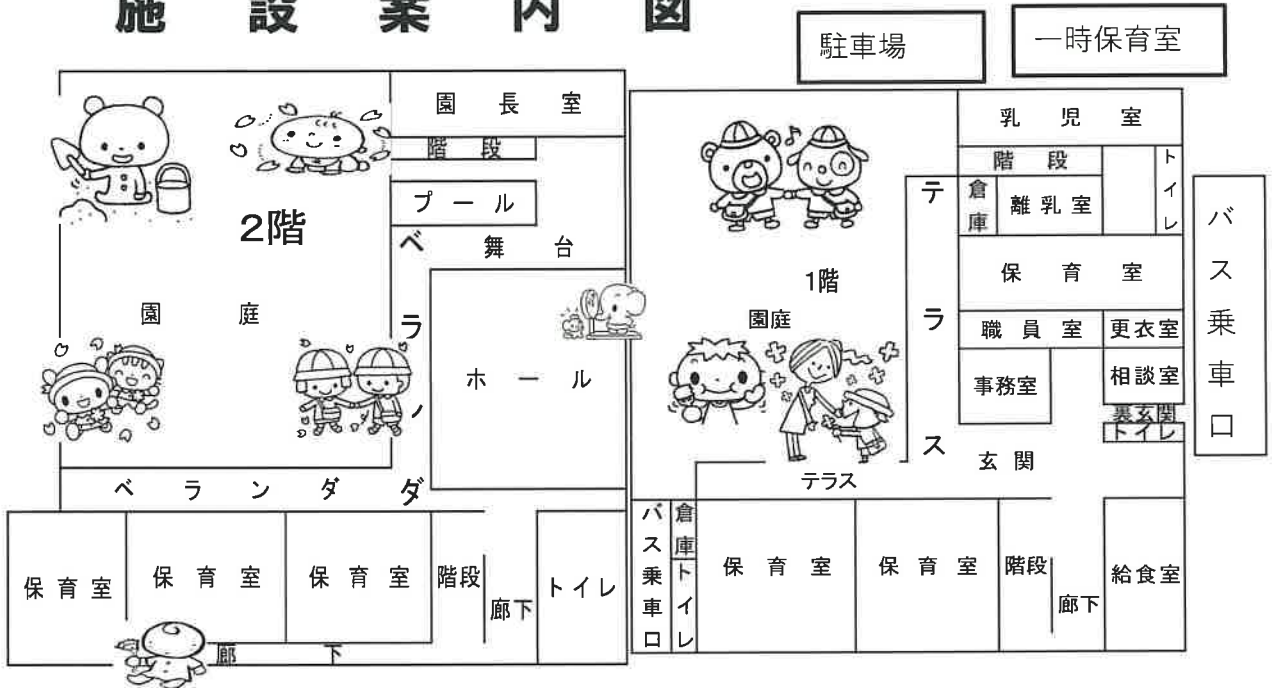 施設案内図
駐車場
一時保育室
園長室
階段
プール
舞台
2階
園庭
ホール
ベランダ
ベランダ
保育室
保育室
保育室
階段
廊下
トイレ
廊下
乳児室
階段
トイレ
倉庫
離乳室
テラス
保育室
1階
園庭
職員室
更衣室
事務室
相談室
裏玄関
トイレ
玄関
テラス
バス乗車口
バス乗車口
倉庫
トイレ
保育室
保育室
階段
廊下
給食室